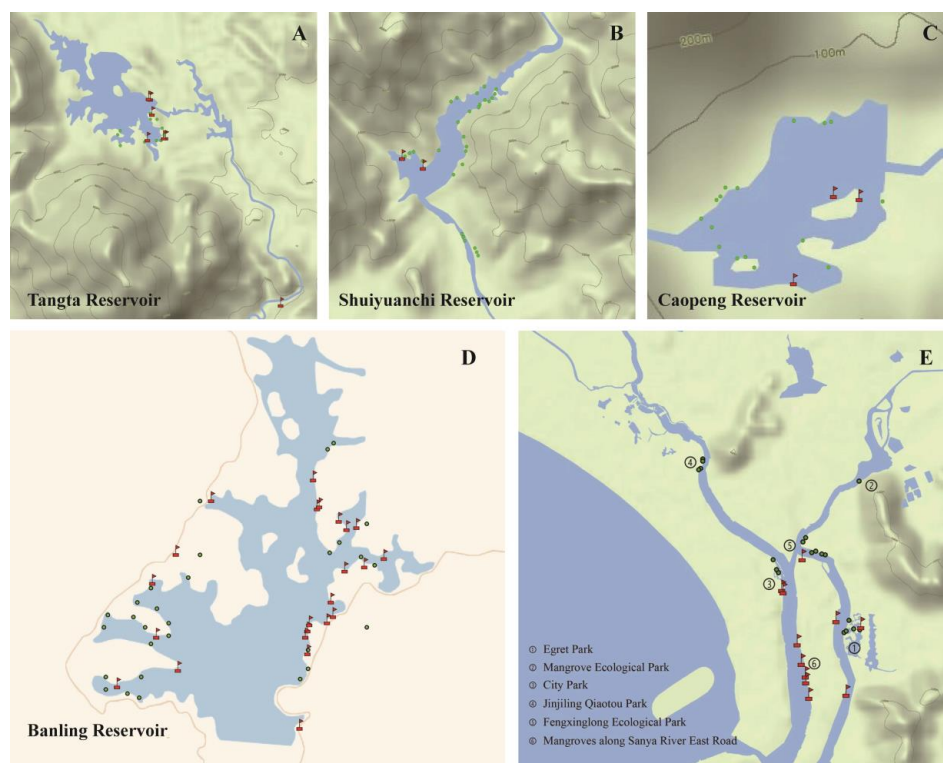 A
Tangta Reservoir
B
Shuiyuanchi Reservoir
C
200m
100m
Caopeng Reservoir
D
Banling Reservoir
E
④
②
⑤
③
①
⑥
① Egret Park
② Mangrove Ecological Park
③ City Park
④ Jinjiling Qiaotou Park
⑤ Fengxinglong Ecological Park
⑥ Mangroves along Sanya River East Road